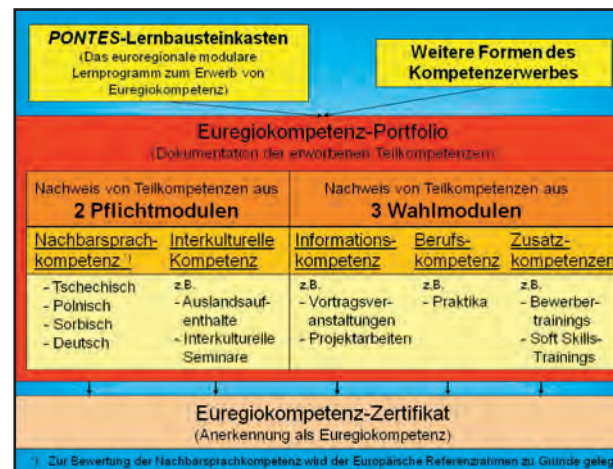 PONTES-Lernbausteinkasten
(Das euroregionale modulare
Lernprogramm zum Erwerb von
Euregiokompetenz)
Weitere Formen des
Kompetenzerwerbes
Euregiokompetenz-Portfolio
(Dokumentation der erworbenen Teilkompetenzen)
Nachweis von Teilkompetenzen aus
2 Pflichtmodulen
Nachweis von Teilkompetenzen aus
3 Wahlmodulen
Nachbarsprach-
kompetenz *)
- Tschechisch
- Polnisch
- Sorbisch
- Deutsch
Interkulturelle
Kompetenz
z.B.
- Auslandsauf-
enthalte
- Interkulturelle
Seminare
Informations-
kompetenz
z.B.
- Vortragsver-
anstaltungen
- Projektarbeiten
Berufs-
kompetenz
z.B.
- Praktika
Zusatz-
kompetenzen
z.B.
- Bewerber-
trainings
- Soft Skills-
Trainings
Euregiokompetenz-Zertifikat
(Anerkennung als Euregiokompetenz)
*) Zur Bewertung der Nachbarsprachkompetenz wird der Europäische Referenzrahmen zu Grunde geleg